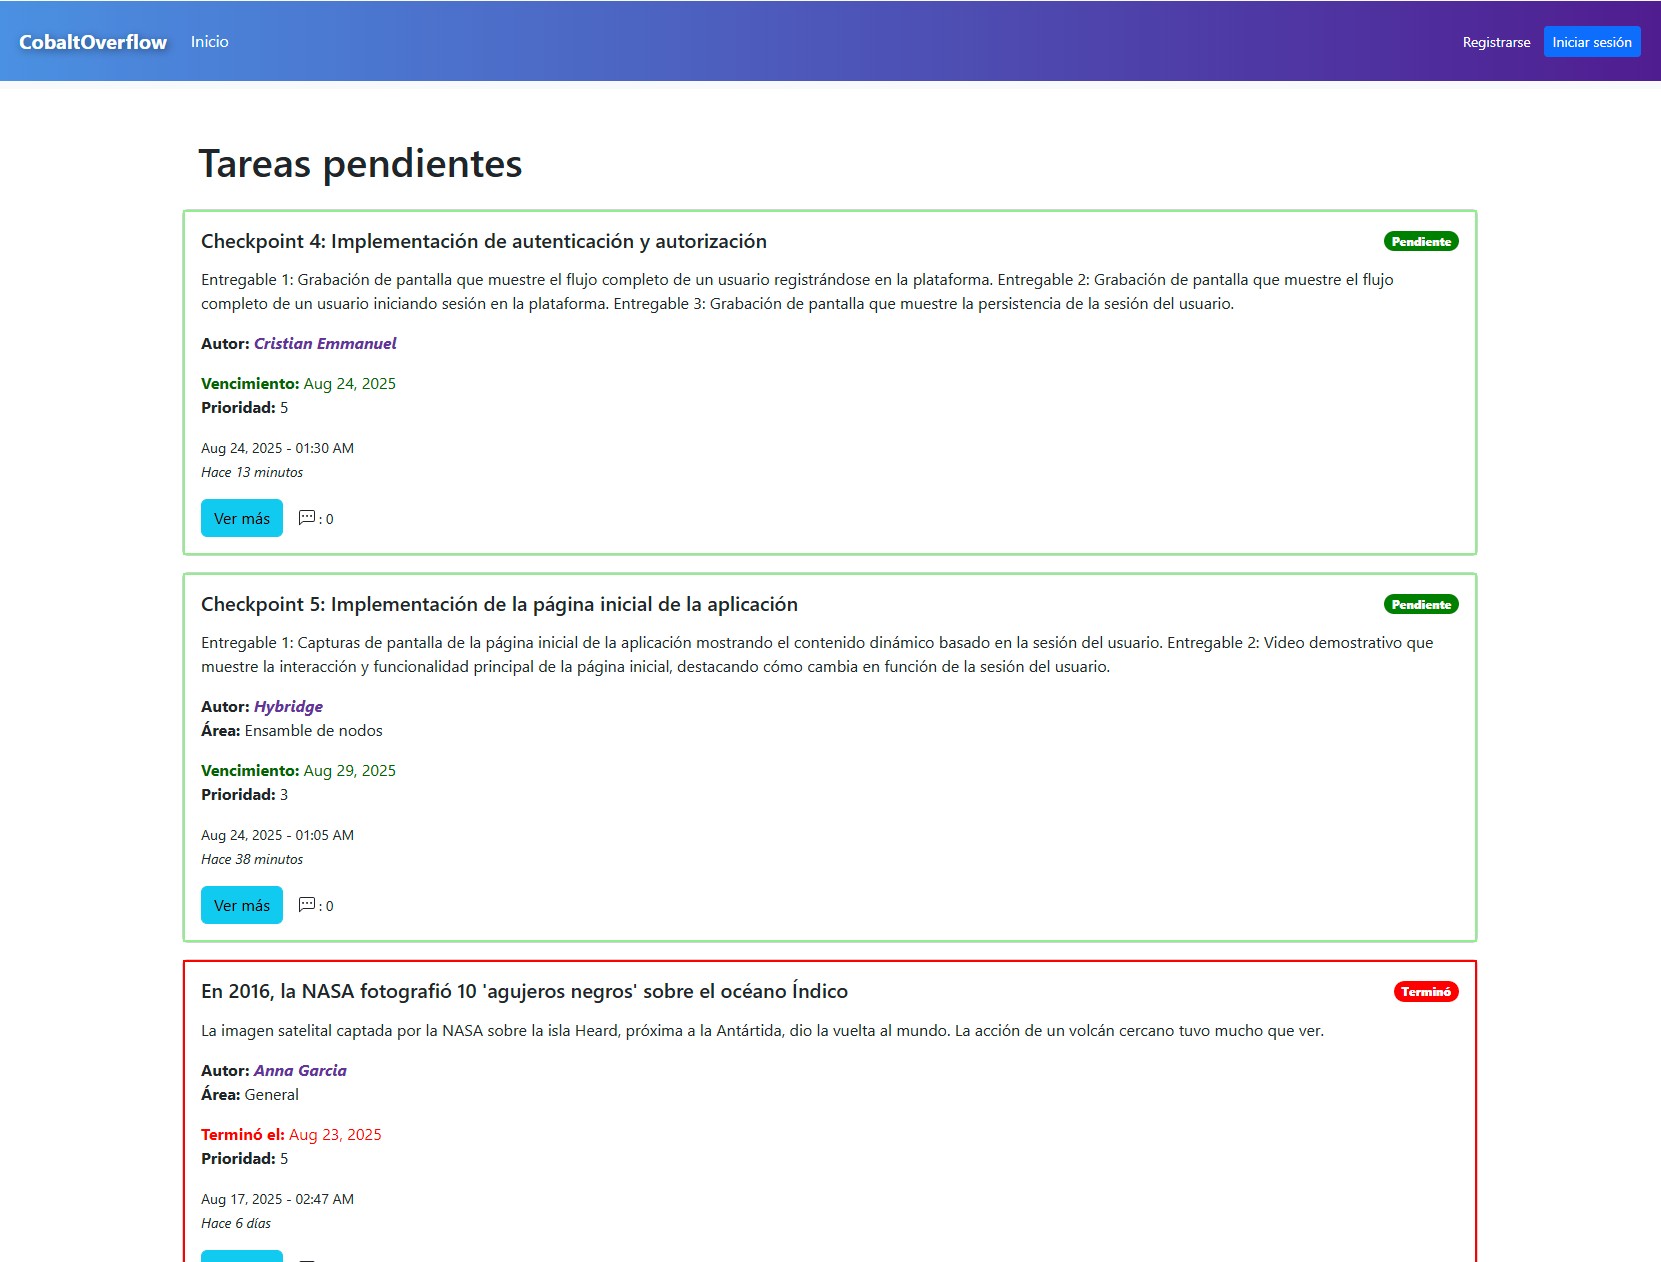 CobaltOverflow Inicio Registrarse Iniciar sesión
Tareas pendientes
Checkpoint 4: Implementación de autenticación y autorización Pendiente
Entregable 1: Grabación de pantalla que muestre el flujo completo de un usuario registrándose en la plataforma. Entregable 2: Grabación de pantalla que muestre el flujo
completo de un usuario iniciando sesión en la plataforma. Entregable 3: Grabación de pantalla que muestre la persistencia de la sesión del usuario.
Autor: Cristian Emmanuel
Vencimiento: Aug 24, 2025
Prioridad: 5
Aug 24, 2025 - 01:30 AM
Hace 13 minutos
Ver más : 0
Checkpoint 5: Implementación de la página inicial de la aplicación Pendiente
Entregable 1: Capturas de pantalla de la página inicial de la aplicación mostrando el contenido dinámico basado en la sesión del usuario. Entregable 2: Video demostrativo que
muestre la interacción y funcionalidad principal de la página inicial, destacando cómo cambia en función de la sesión del usuario.
Autor: Hybridge
Área: Ensamble de nodos
Vencimiento: Aug 29, 2025
Prioridad: 3
Aug 24, 2025 - 01:05 AM
Hace 38 minutos
Ver más : 0
En 2016, la NASA fotografió 10 'agujeros negros' sobre el océano Índico Terminó
La imagen satelital captada por la NASA sobre la isla Heard, próxima a la Antártida, dio la vuelta al mundo. La acción de un volcán cercano tuvo mucho que ver.
Autor: Anna Garcia
Área: General
Terminó el: Aug 23, 2025
Prioridad: 5
Aug 17, 2025 - 02:47 AM
Hace 6 días